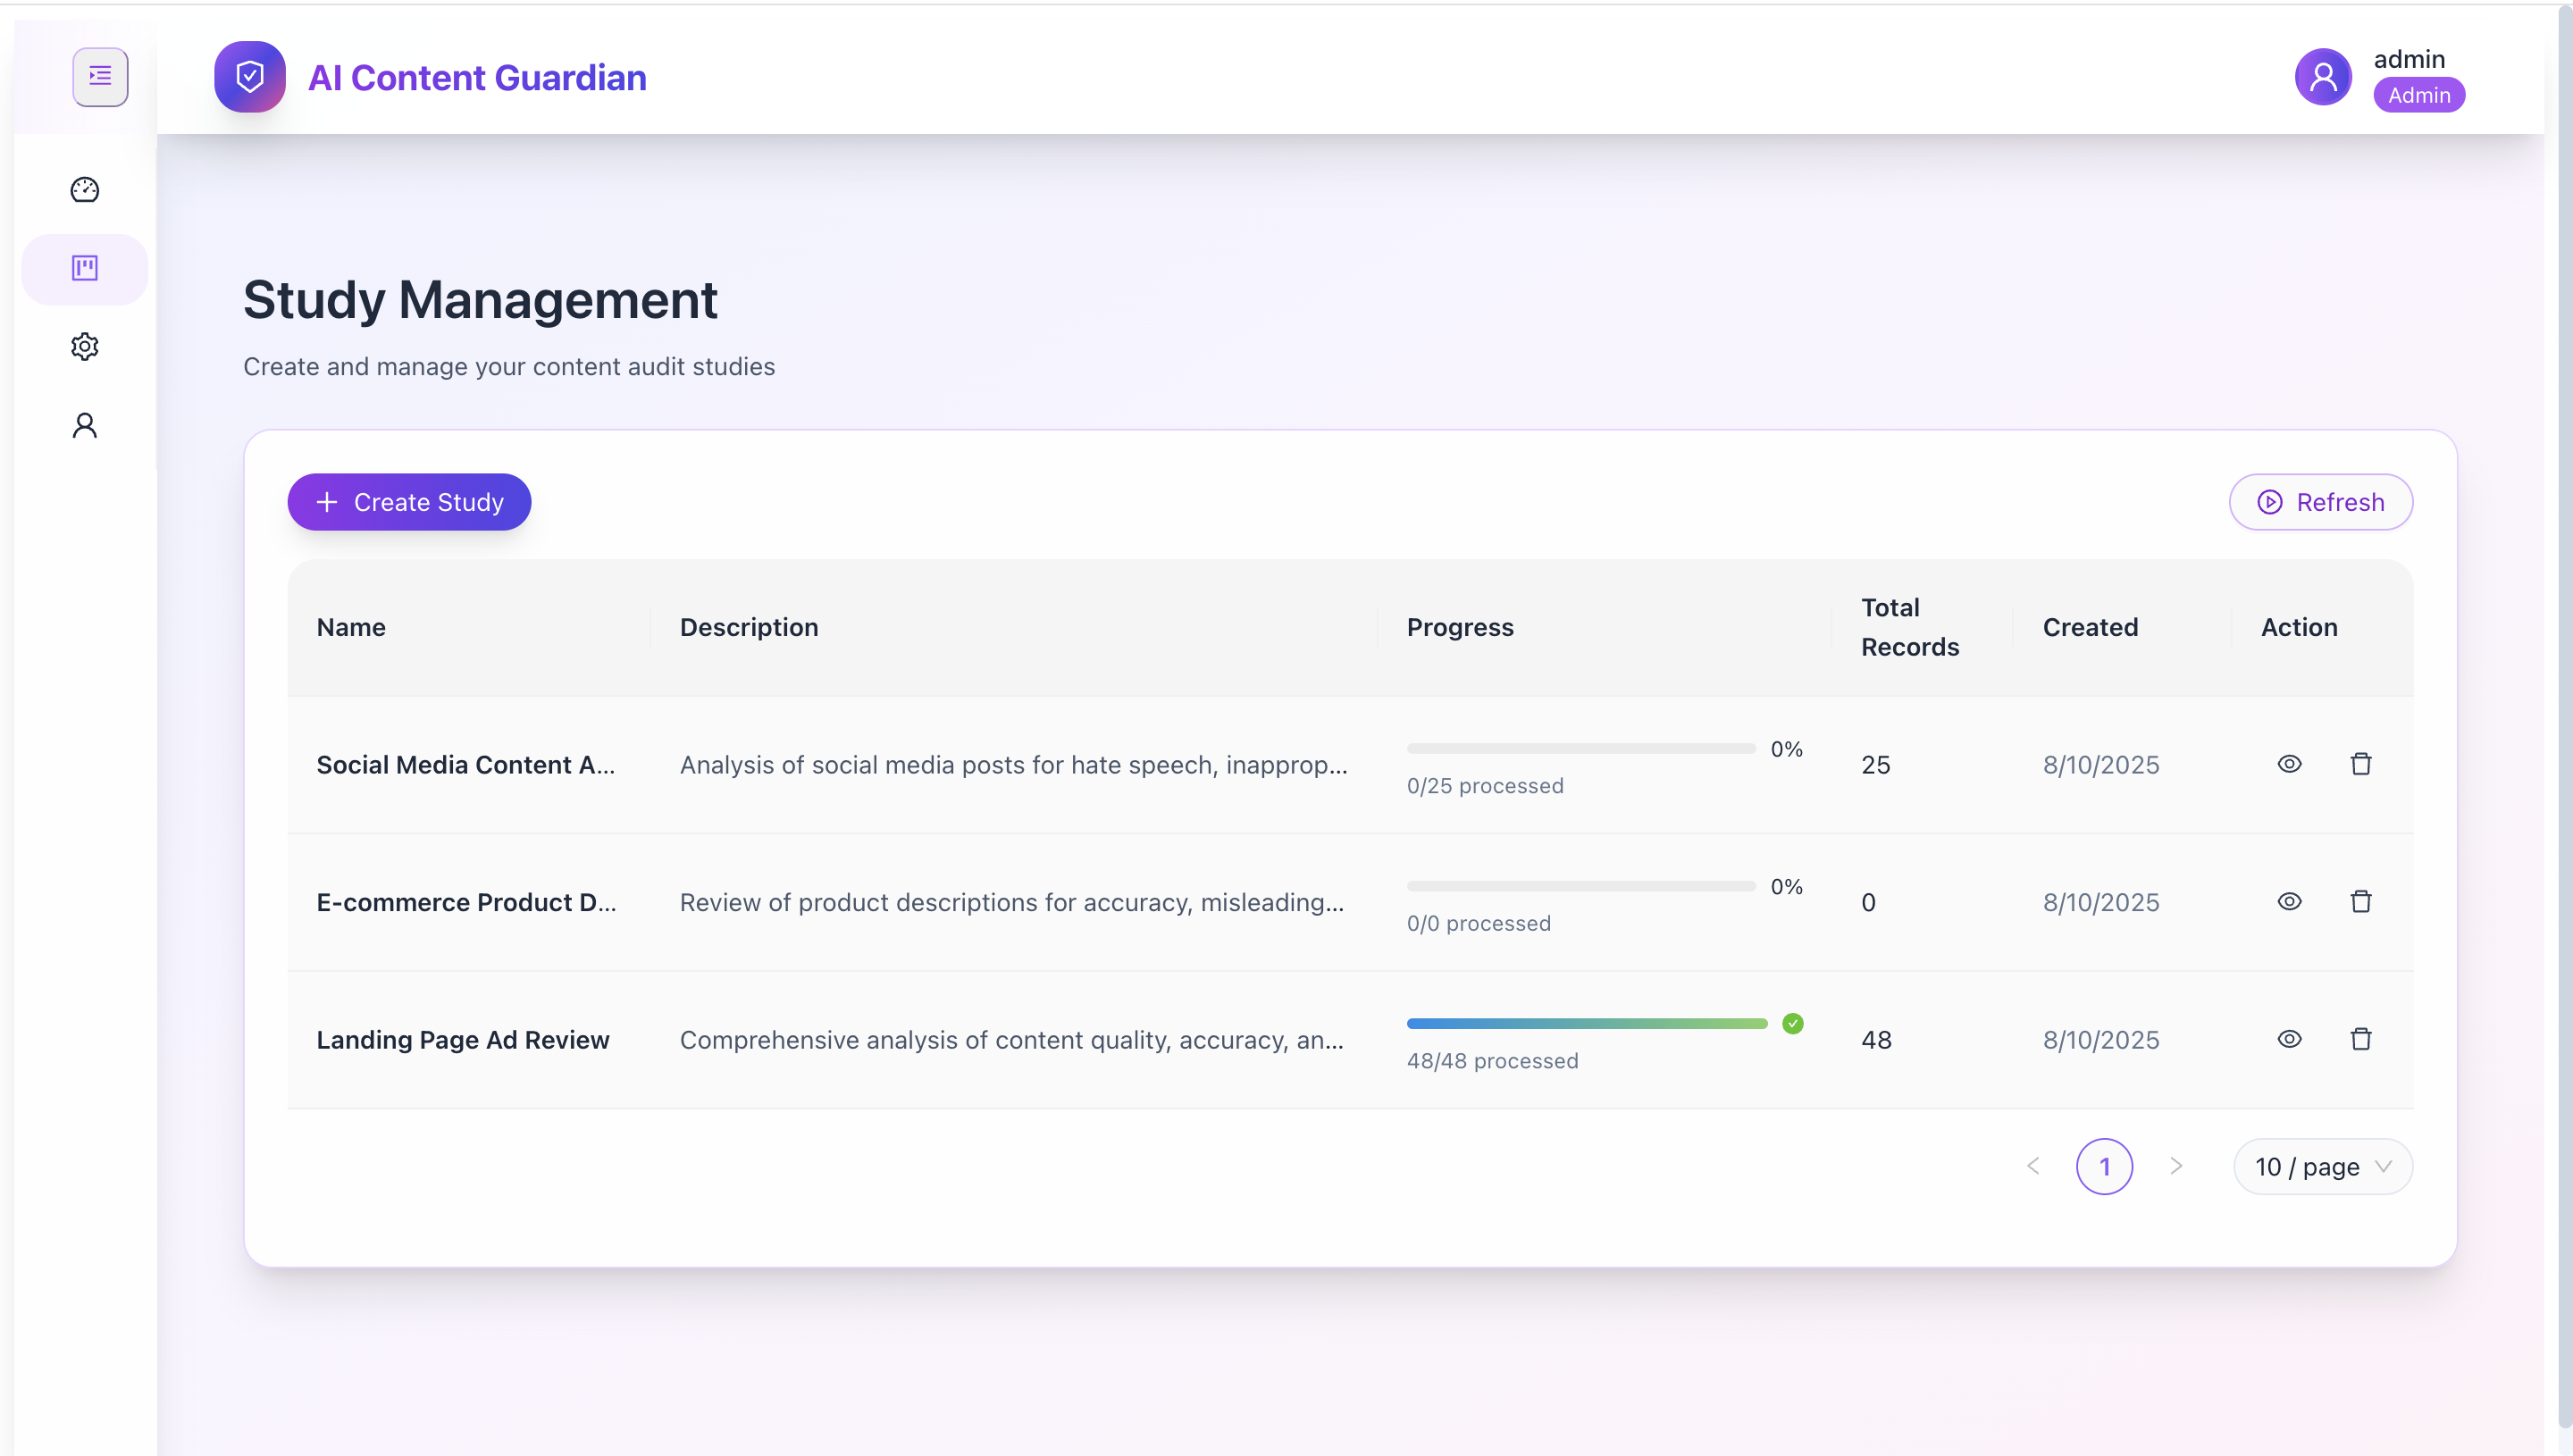 AI Content Guardian
admin
Admin
Study Management
Create and manage your content audit studies
Create Study
Refresh
Name Description Progress Total Records Created Action
Social Media Content A... Analysis of social media posts for hate speech, inapprop... 0% 25 8/10/2025
0/25 processed
E-commerce Product D... Review of product descriptions for accuracy, misleading... 0% 0 8/10/2025
0/0 processed
Landing Page Ad Review Comprehensive analysis of content quality, accuracy, an... 48 8/10/2025
48/48 processed
1 10 / page